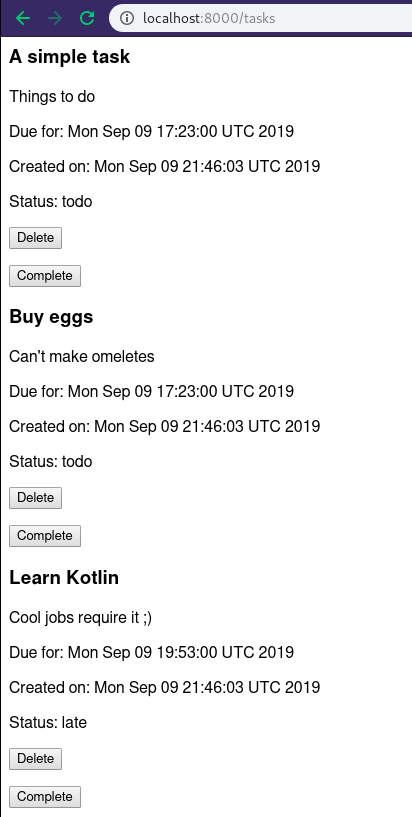 localhost:8000/tasks
A simple task
Things to do
Due for: Mon Sep 09 17:23:00 UTC 2019
Created on: Mon Sep 09 21:46:03 UTC 2019
Status: todo
Delete
Complete
Buy eggs
Can't make omeletes
Due for: Mon Sep 09 17:23:00 UTC 2019
Created on: Mon Sep 09 21:46:03 UTC 2019
Status: todo
Delete
Complete
Learn Kotlin
Cool jobs require it ;)
Due for: Mon Sep 09 19:53:00 UTC 2019
Created on: Mon Sep 09 21:46:03 UTC 2019
Status: late
Delete
Complete